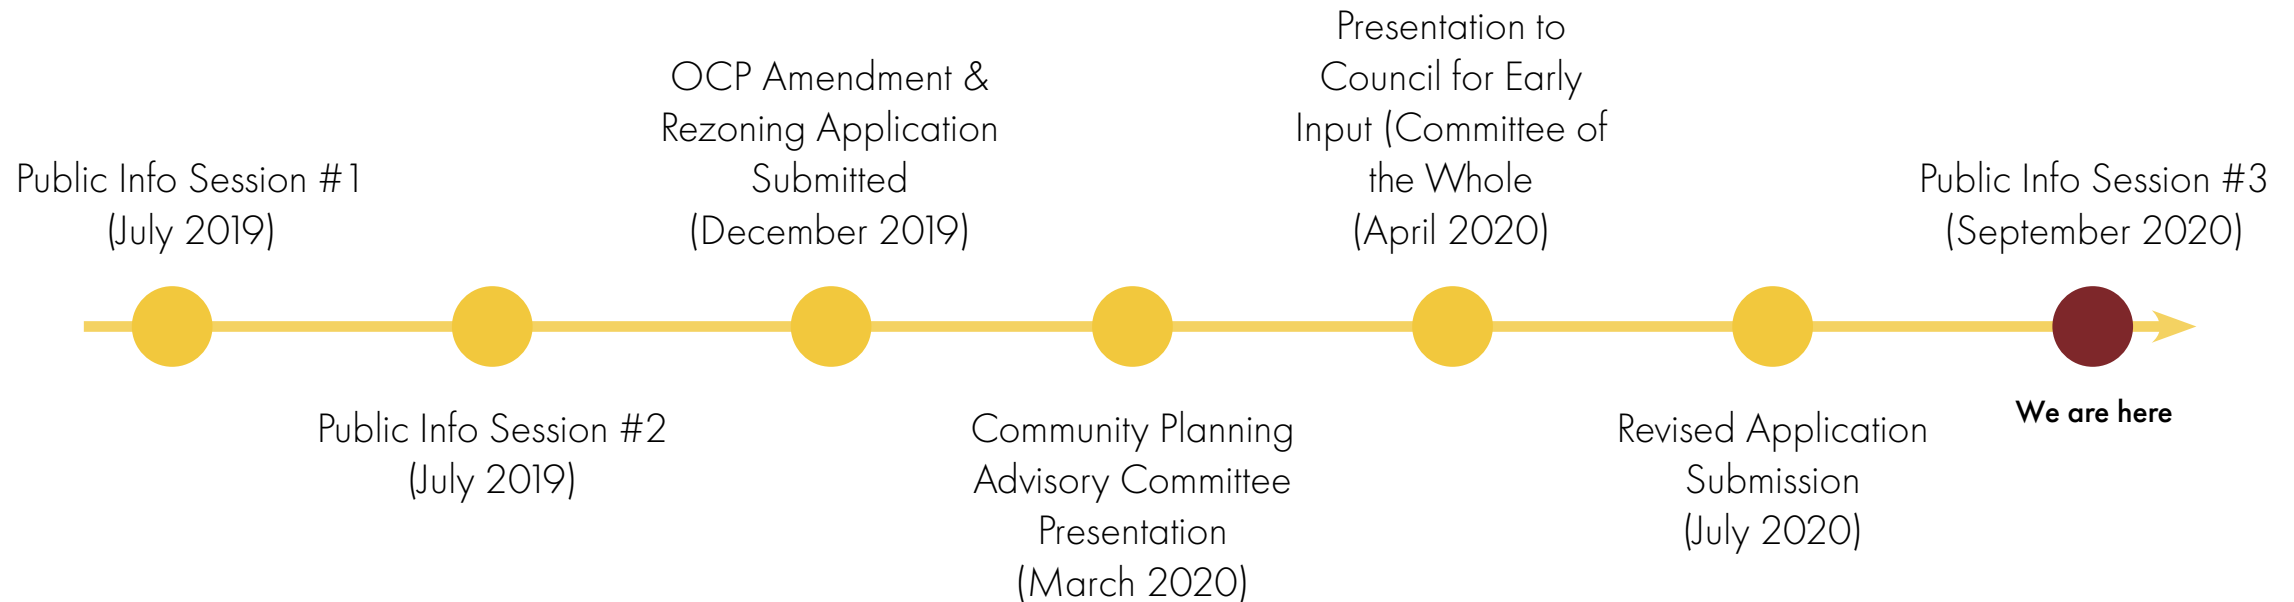 Public Info Session #1
(July 2019)
Public Info Session #2
(July 2019)
OCP Amendment &
Rezoning Application
Submitted
(December 2019)
Community Planning
Advisory Committee
Presentation
(March 2020)
Presentation to
Council for Early
Input (Committee of
the Whole
(April 2020)
Revised Application
Submission
(July 2020)
Public Info Session #3
(September 2020)
We are here